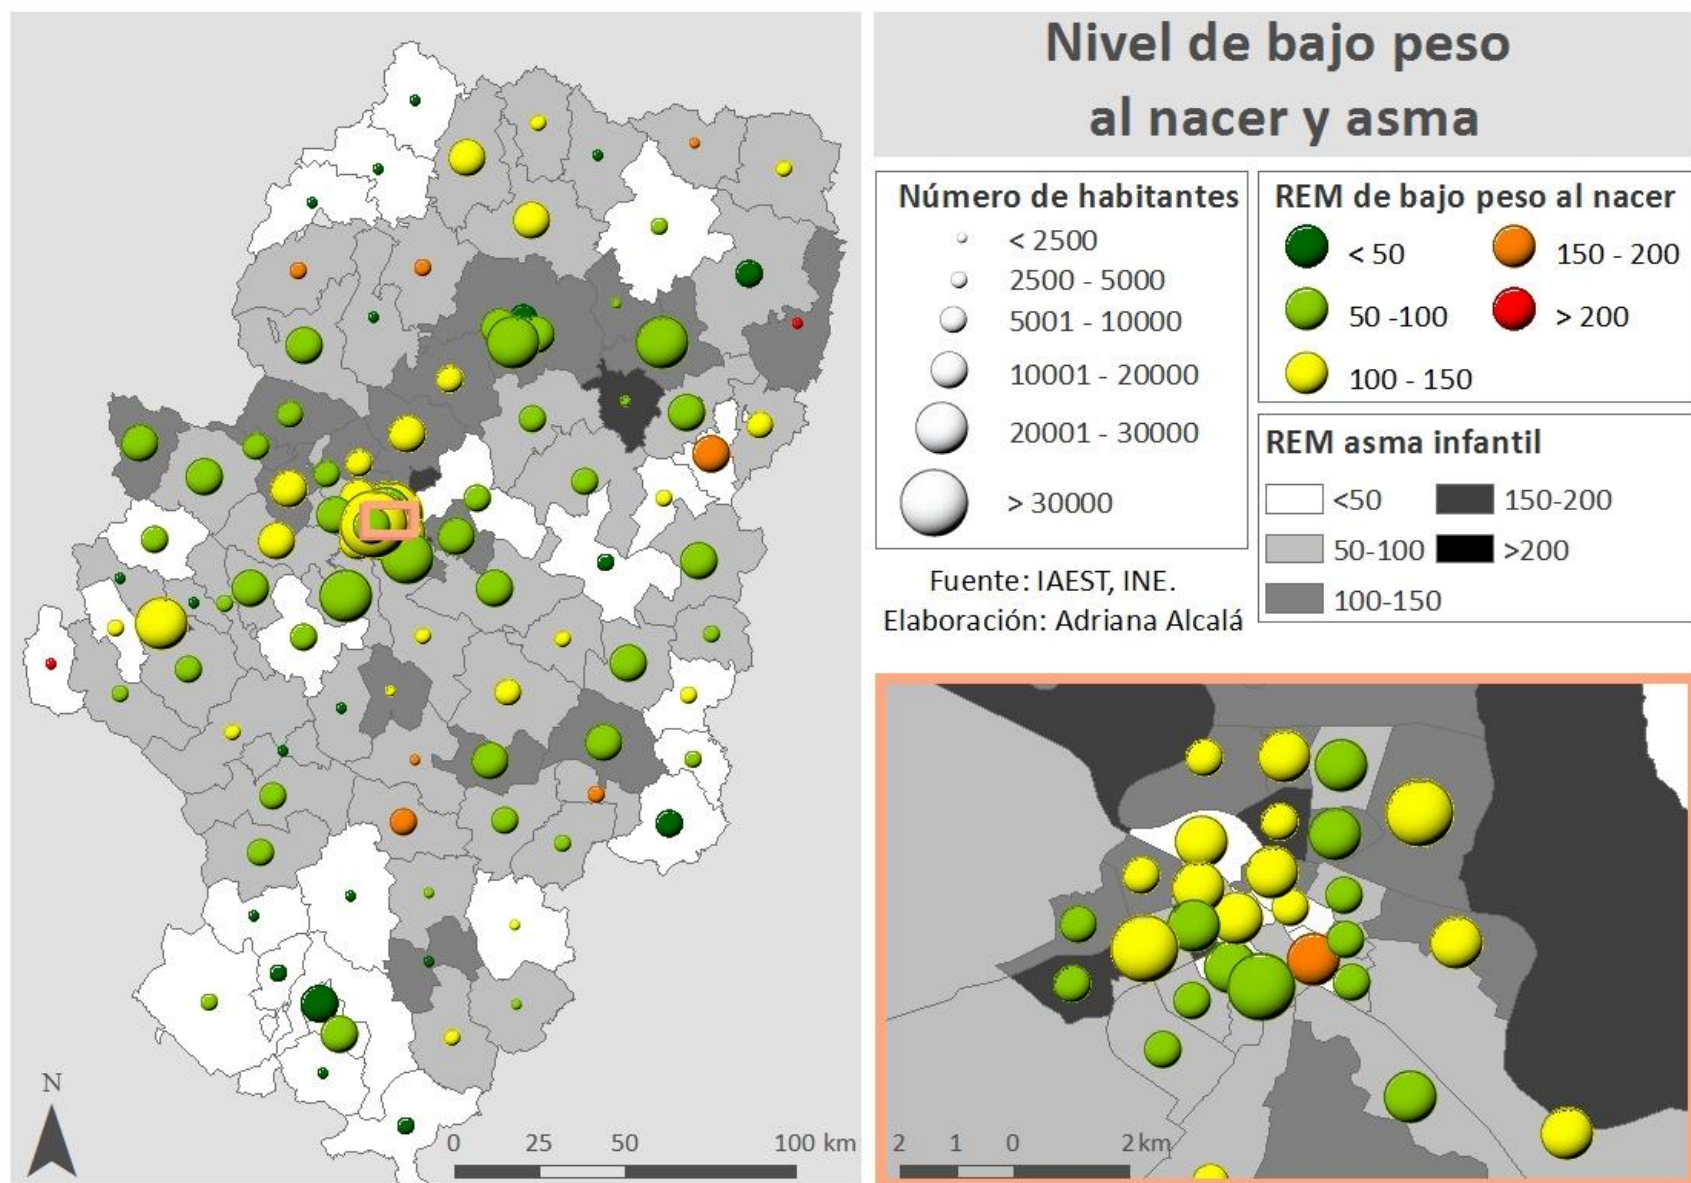 Nivel de bajo peso
al nacer y asma
Número de habitantes
< 2500
2500 - 5000
5001 - 10000
10001 - 20000
20001 - 30000
> 30000
REM de bajo peso al nacer
< 50
150 - 200
50 -100
> 200
100 - 150
REM asma infantil
<50
150-200
50-100
>200
100-150
Fuente: IAEST, INE.
Elaboración: Adriana Alcalá
N
0 25 50 100 km
2 1 0 2 km